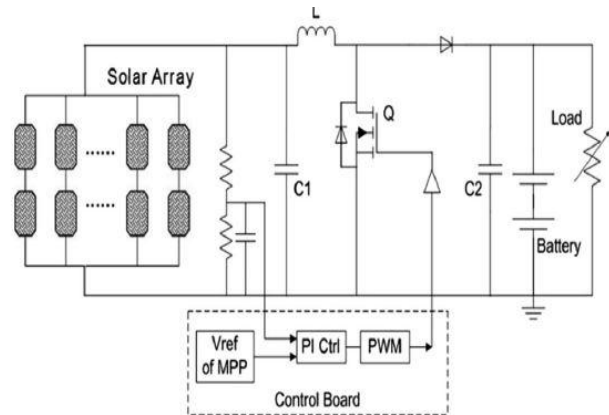 L
Solar Array
Q
Load
C1
C2
Battery
Vref
of MPP
PI Ctrl
PWM
Control Board